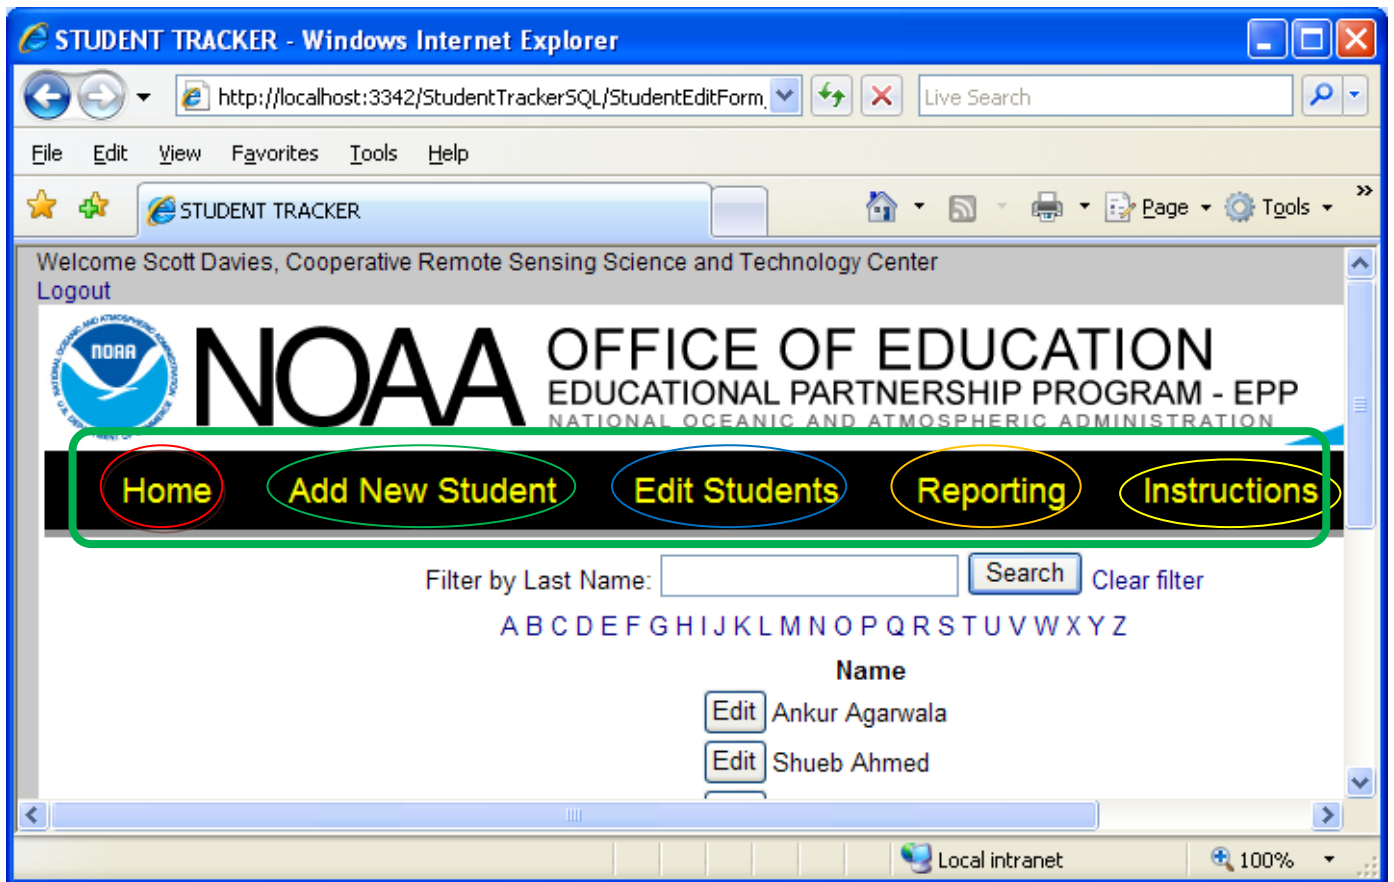 STUDENT TRACKER - Windows Internet Explorer
http://localhost:3342/StudentTrackerSQL/StudentEditForm.
Live Search
File Edit View Favorites Tools Help
STUDENT TRACKER
Page Tools
Welcome Scott Davies, Cooperative Remote Sensing Science and Technology Center
Logout
NOAA
NOAA
OFFICE OF EDUCATION
EDUCATIONAL PARTNERSHIP PROGRAM - EPP
NATIONAL OCEANIC AND ATMOSPHERIC ADMINISTRATION
Home Add New Student Edit Students Reporting Instructions
Filter by Last Name: Search Clear filter
A B C D E F G H I J K L M N O P Q R S T U V W X Y Z
Name
Edit Ankur Agarwala
Edit Shueb Ahmed
Local intranet 100%